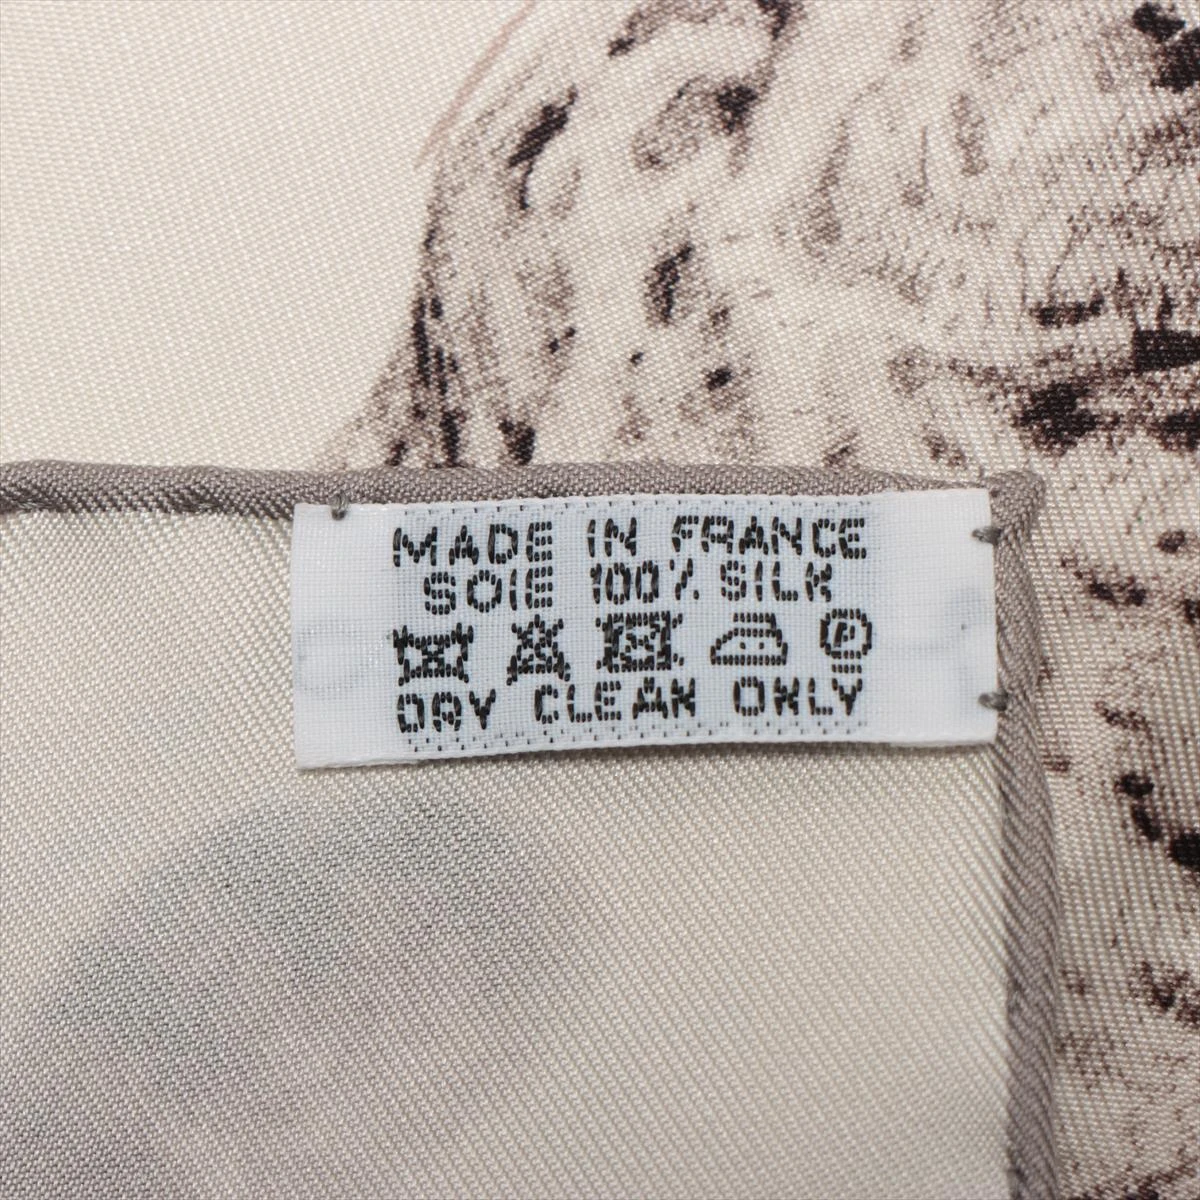 MADE IN FRANCE
SOIE 100% SILK
P
DRY CLEAN ONLY